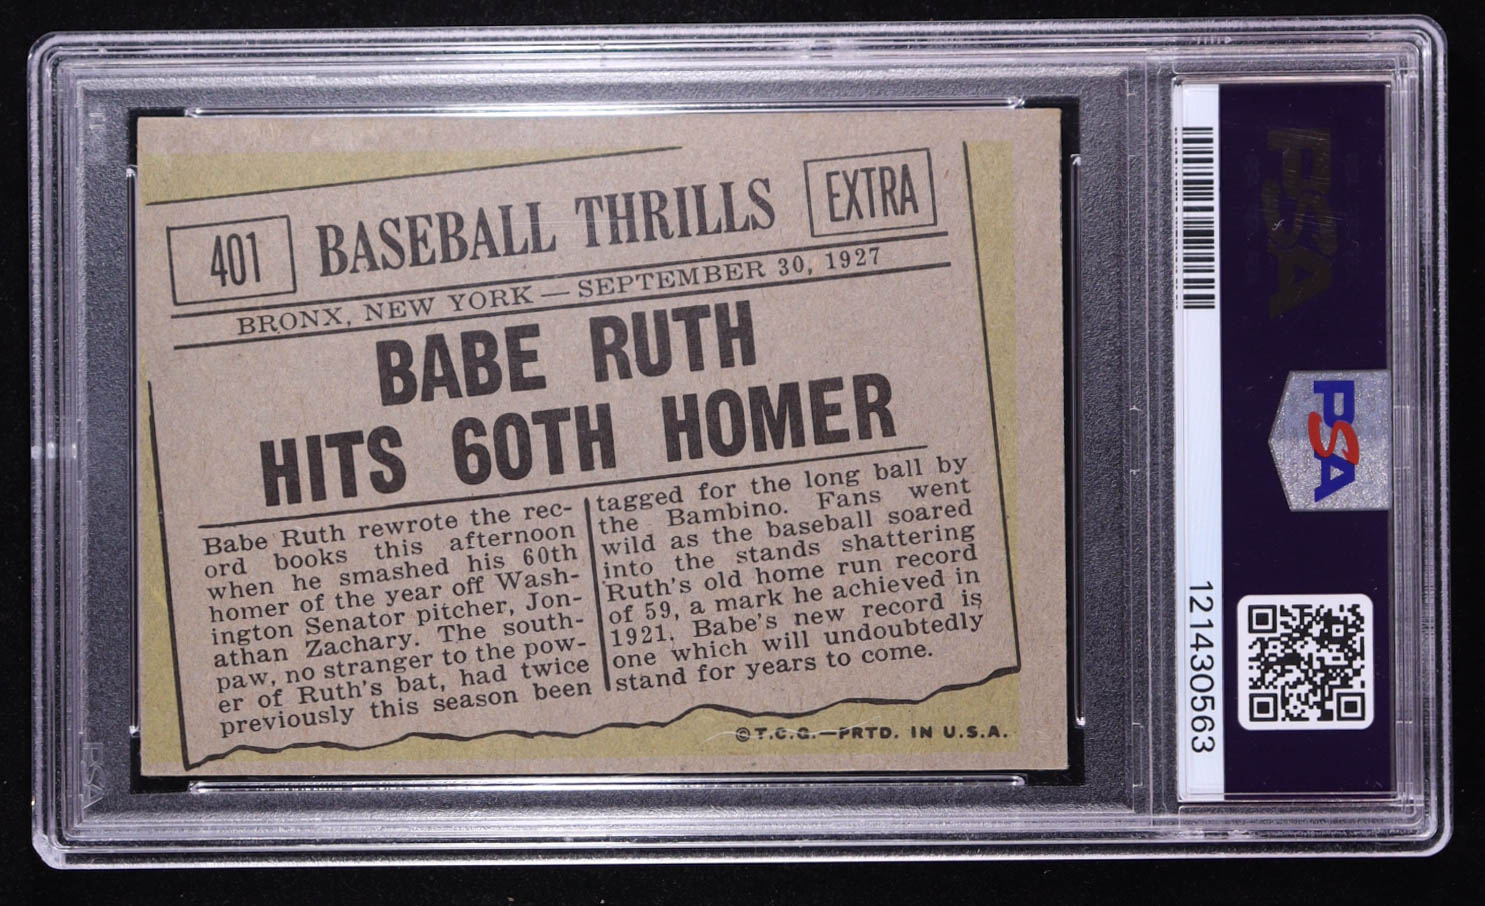 401
BASEBALL THRILLS
EXTRA
BRONX, NEW YORK — SEPTEMBER 30, 1927
BABE RUTH
HITS 60TH HOMER
Babe Ruth rewrote the rec-
ord books this afternoon
when he smashed his 60th
homer of the year off Wash-
ington Senator pitcher, Jon-
athan Zachary. The south-
paw, no stranger to the pow-
er of Ruth's bat, had twice
previously this season been
tagged for the long ball by
the Bambino. Fans went
wild as the baseball soared
into the stands shattering
Ruth's old home run record
of 59, a mark he achieved in
1921. Babe's new record is
one which will undoubtedly
stand for years to come.
©T.C.G.—PRTD. IN U.S.A.
PSA
PSA
121430563